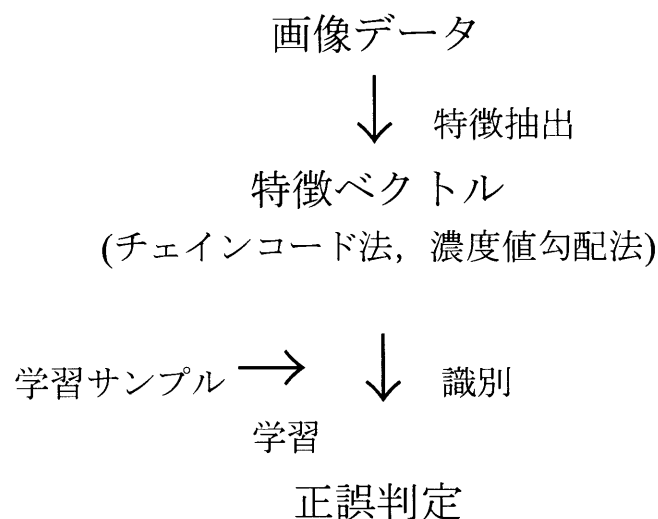 画像データ
特徴抽出
特徴ベクトル
(チェインコード法，濃度値勾配法)
学習サンプル
識別
学習
正誤判定